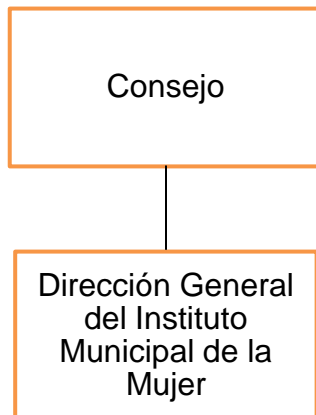 Consejo
Dirección General
del Instituto
Municipal de la
Mujer